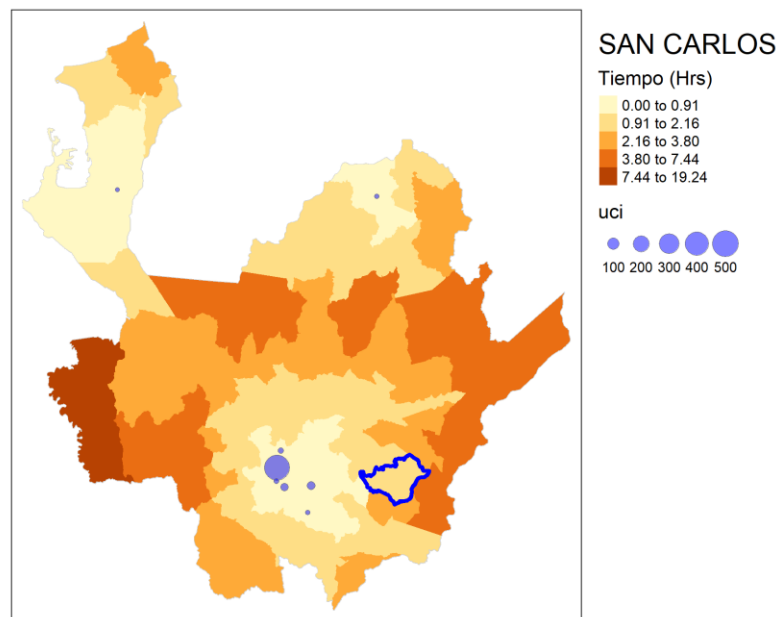 SAN CARLOS
Tiempo (Hrs)
0.00 to 0.91
0.91 to 2.16
2.16 to 3.80
3.80 to 7.44
7.44 to 19.24
uci
100 200 300 400 500